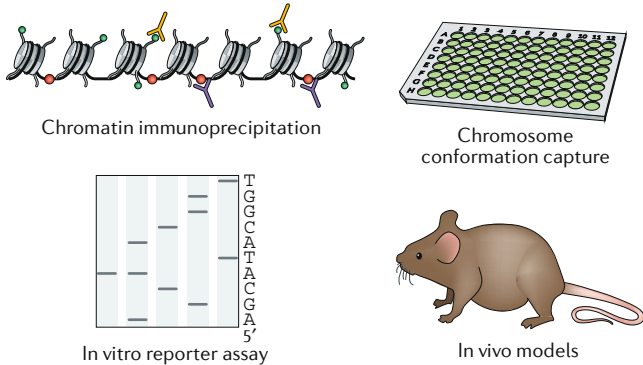 Chromatin immunoprecipitation
A
B
C
D
E
F
G
H
1 2 3 4 5 6 7 8 9 10 11 12
Chromosome
conformation capture
T
G
G
C
A
T
A
C
G
A
5′
In vitro reporter assay
In vivo models